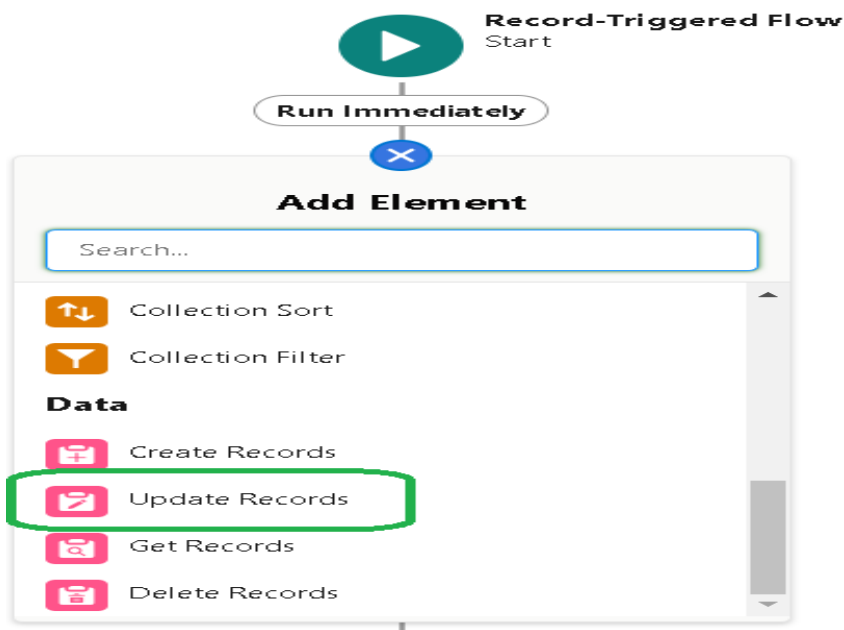 Record-Triggered Flow
Start
Run Immediately
Add Element
Search...
Collection Sort
Collection Filter
Data
Create Records
Update Records
Get Records
Delete Records